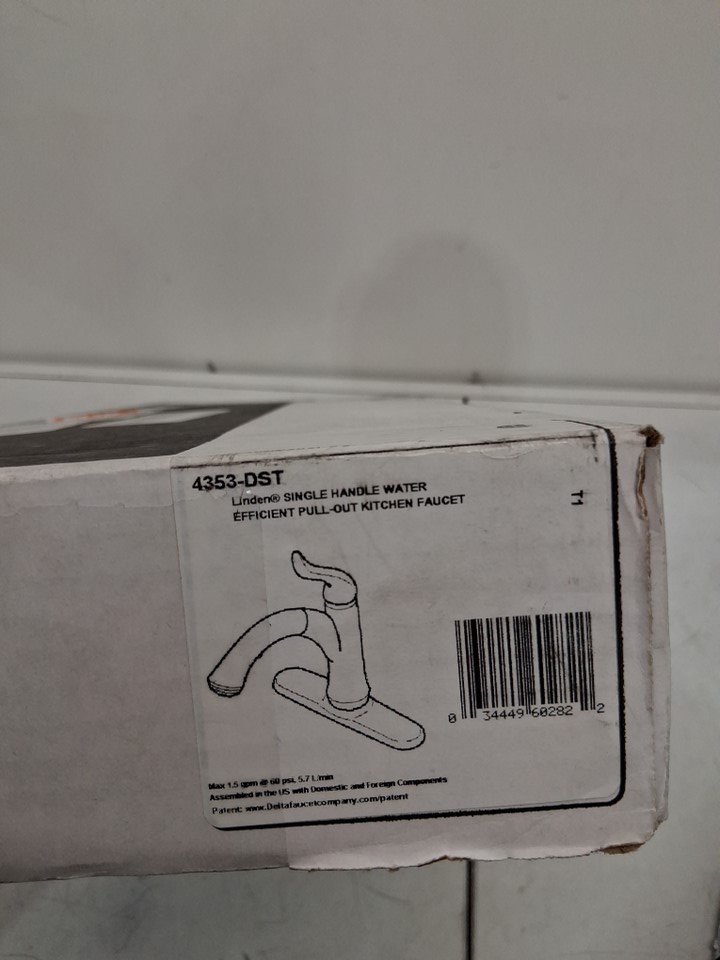 4353-DST
Linden® SINGLE HANDLE WATER
EFFICIENT PULL-OUT KITCHEN FAUCET
T1
0 34449 60282 2
Max 1.5 gpm @ 60 psi, 5.7 L/min
Assembled in the US with Domestic and Foreign Components
Patent: www.Deltafaucetcompany.com/patent